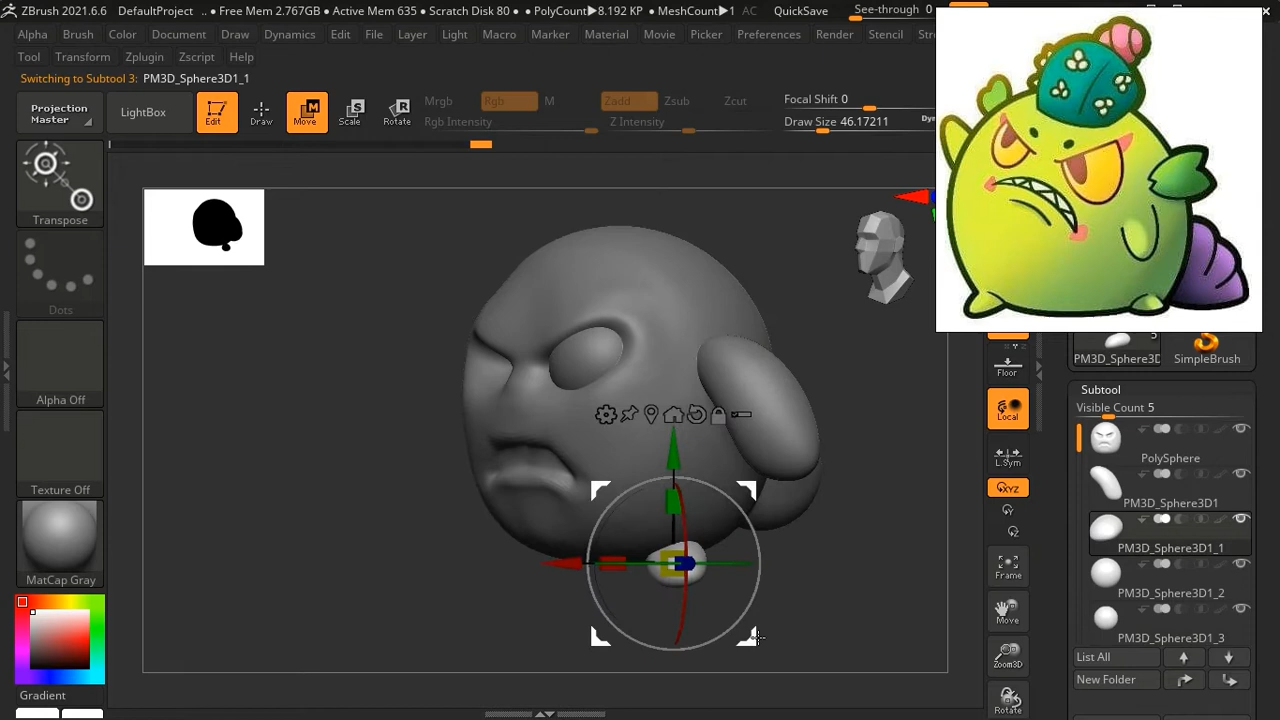 ZBrush 2021.6.6 DefaultProject .. ● Free Mem 2.767GB ● Active Mem 635 ● Scratch Disk 80 ● PolyCount▶8.192 KP ● MeshCount▶1 AC QuickSave See-through 0
Alpha Brush Color Document Draw Dynamics Edit File Layer Light Macro Marker Material Movie Picker Preferences Render Stencil
Tool Transform Zplugin Zscript Help
Switching to Subtool 3: PM3D_Sphere3D1_1
Projection Master
LightBox
Edit
Draw
Move
Scale
Rotate
Mrgb Rgb M
Rgb Intensity
Zadd Zsub Zcut
Z Intensity
Focal Shift 0
Draw Size 46.17211
Transpose
Dots
Alpha Off
Texture Off
MatCap Gray
Gradient
Floor
Local
L.Sym
XYZ
Y
Z
Frame
Move
Zoom3D
Rotate
5
PM3D_Sphere3D SimpleBrush
Subtool
Visible Count 5
PolySphere
PM3D_Sphere3D1
PM3D_Sphere3D1_1
PM3D_Sphere3D1_2
PM3D_Sphere3D1_3
List All
New Folder